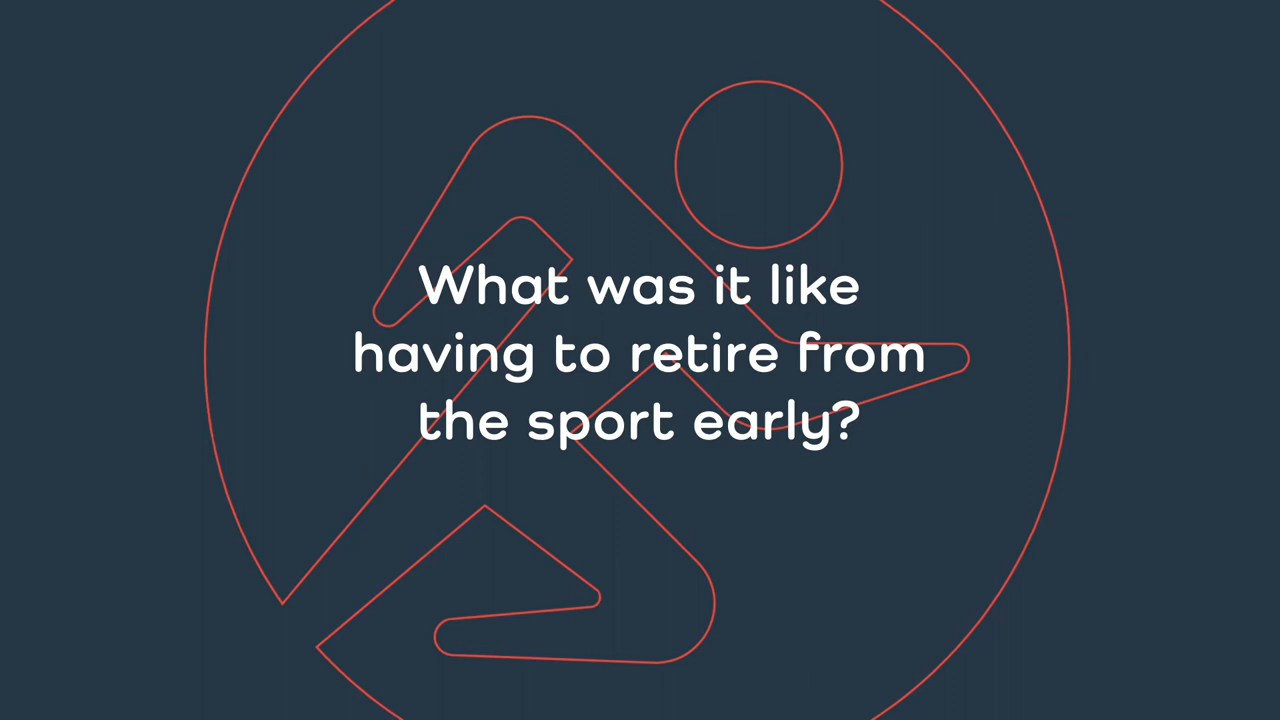 What was it like
having to retire from
the sport early?